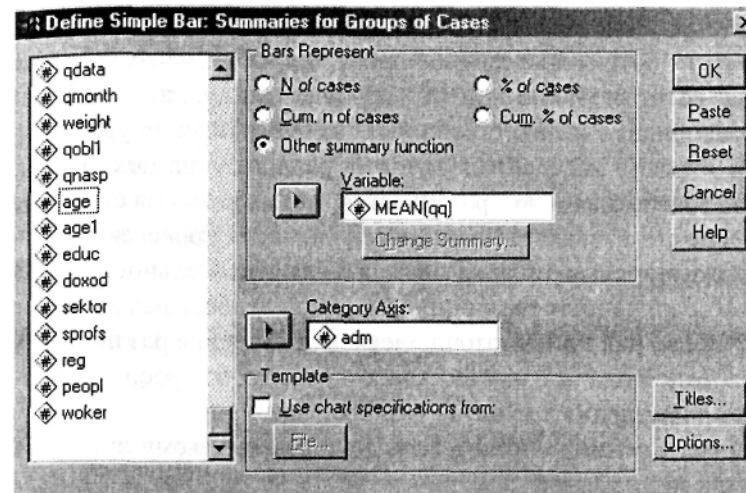 Define Simple Bar: Summaries for Groups of Cases
qdata
qmonth
weight
qobl1
qnasp
age
age1
educ
doxod
sektor
sprofs
reg
peopl
woker
Bars Represent
N of cases
% of cases
Cum. n of cases
Cum. % of cases
Other summary function
Variable:
MEAN(qq)
Change Summary...
Category Axis:
adm
Template
Use chart specifications from:
File...
OK
Paste
Reset
Cancel
Help
Titles...
Options...